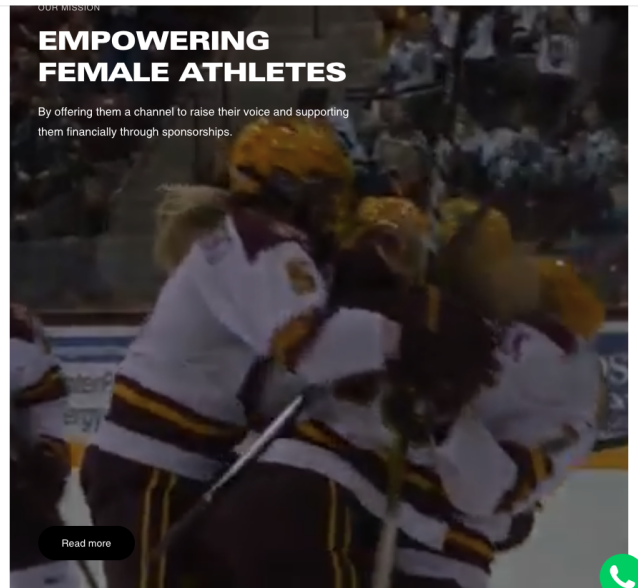 OUR MISSION
EMPOWERING
FEMALE ATHLETES
By offering them a channel to raise their voice and supporting
them financially through sponsorships.
Read more